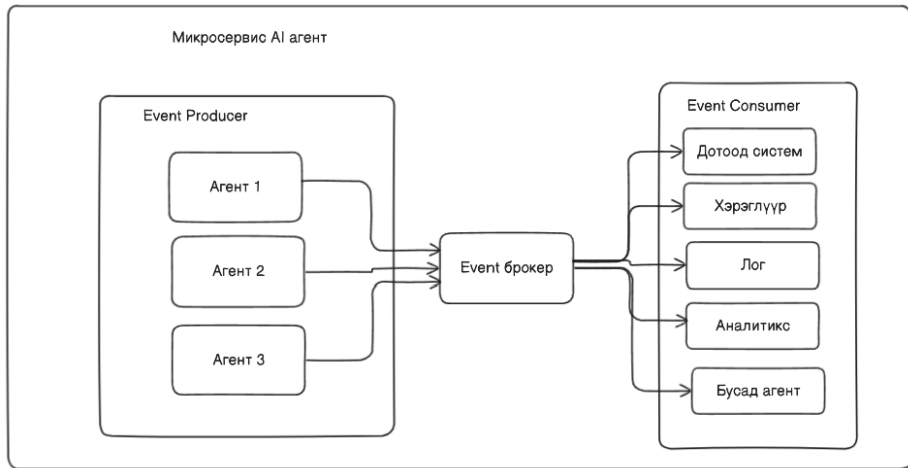 Микросервис AI агент
Event Producer
Агент 1
Агент 2
Агент 3
Event брокер
Event Consumer
Дотоод систем
Хэрэглүүр
Лог
Аналитикс
Бусад агент